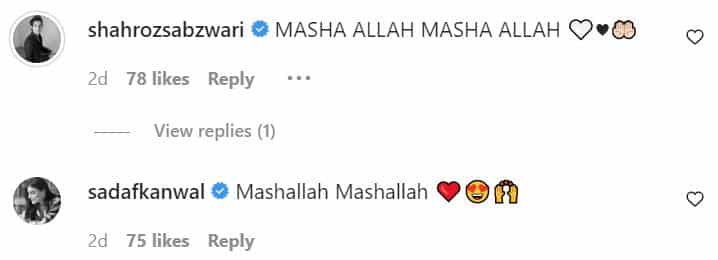 shahrozsabzwari MASHA ALLAH MASHA ALLAH 🤍🖤🤲🏻
2d 78 likes Reply •••
View replies (1)
sadafkanwal Mashallah Mashallah ❤️😍🙌
2d 75 likes Reply